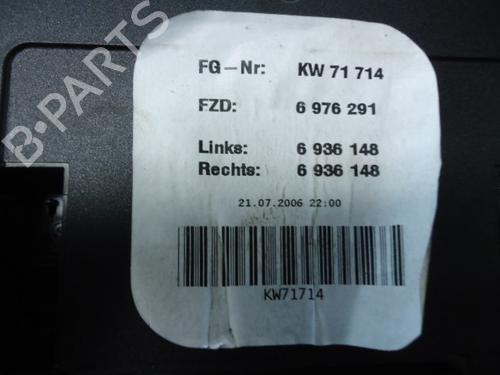 B-PARTS
FG-Nr: KW 71 714
FZD: 6 976 291
Links: 6 936 148
Rechts: 6 936 148
21.07.2006 22:00
KW71714